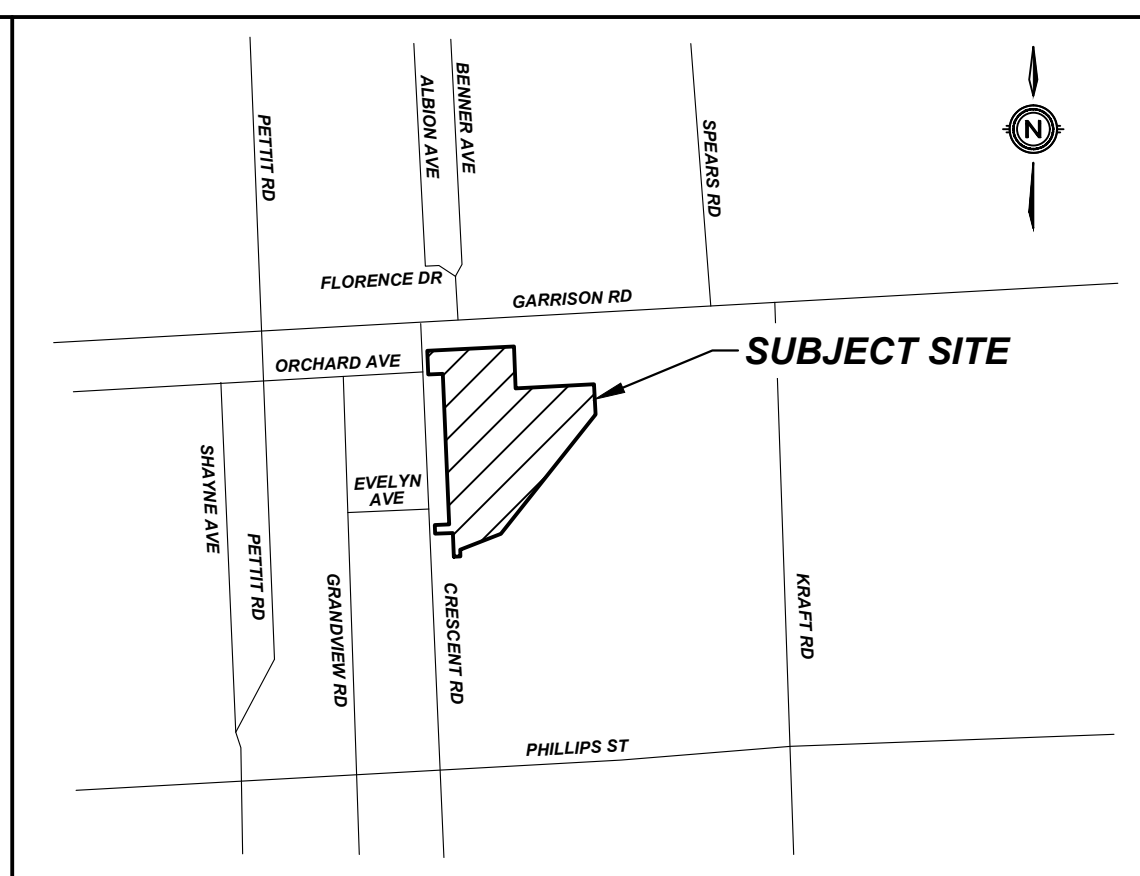 PETTIT RD
ALBION AVE
BENNER AVE
SPEARS RD
N
FLORENCE DR
GARRISON RD
ORCHARD AVE
SUBJECT SITE
SHAYNE AVE
EVELYN
AVE
PETTIT RD
GRANDVIEW RD
CRESCENT RD
KRAFT RD
PHILLIPS ST